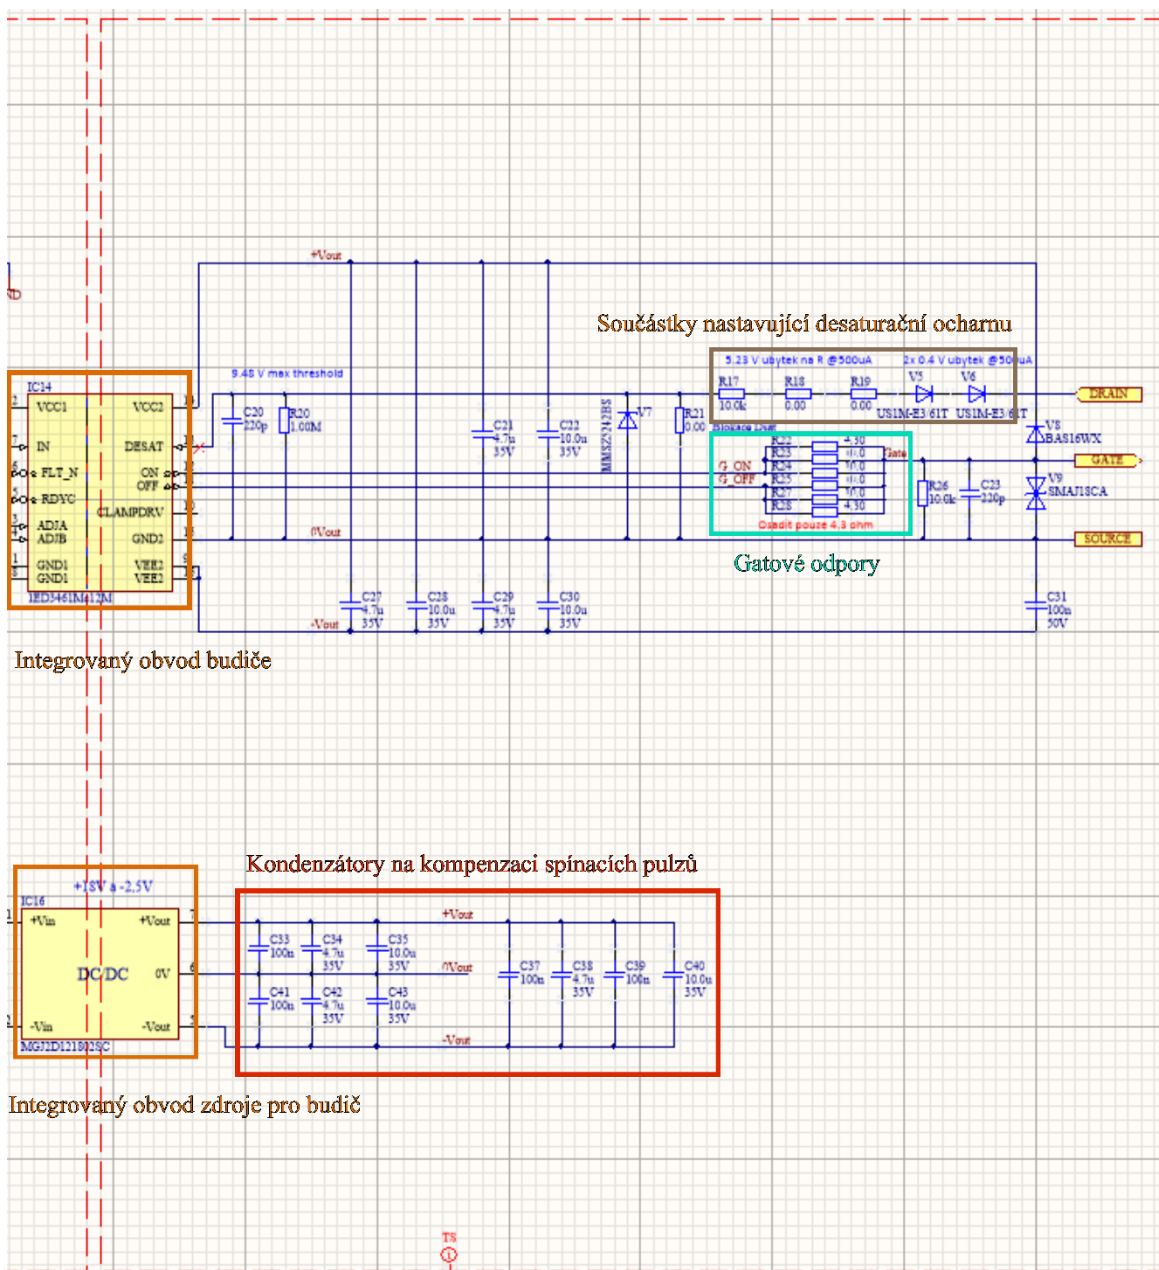 +Vout
Součástky nastavující desaturační ocharnu
5.23 V ubytek na R @500uA
2x 0.4 V ubytek @500uA
9.48 V max threshold
IC14
VCC1
VCC2
IN
DESAT
FLT_N
ON
OFF
RDYC
CLAMPDRV
ADJA
ADJB
GND2
GND1
VEE2
GND1
VEE2
1ED3461Mc12M
C20
220p
R20
1.00M
C21
4.7u
35V
C22
10.0u
35V
MMSZ5242BS
V7
R21
0.00
R17
10.0k
R18
0.00
R19
0.00
V5
V6
US1M-E3/61T
US1M-E3/61T
DRAIN
V8
BAS16WX
G_ON
G_OFF
R22
4.30
R23
R24
R25
R27
R28
4.30
Gate
Osadit pouze 4.3 ohm
R26
10.0k
C23
220p
GATE
V9
SMAJ18CA
0Vout
SOURCE
Gatové odpory
C27
4.7u
35V
C28
10.0u
35V
C29
4.7u
35V
C30
10.0u
35V
C31
100n
50V
-Vout
Integrovaný obvod budiče
Kondenzátory na kompenzaci spínacích pulzů
+18V a -2,5V
IC16
+Vin
+Vout
DC/DC
0V
-Vin
-Vout
MGJ2D121802SC
+Vout
C33
100n
C34
4.7u
35V
C35
10.0u
35V
0Vout
C37
100n
C38
4.7u
35V
C39
100n
C40
10.0u
35V
C41
100n
C42
4.7u
35V
C43
10.0u
35V
-Vout
Integrovaný obvod zdroje pro budič
TS
1